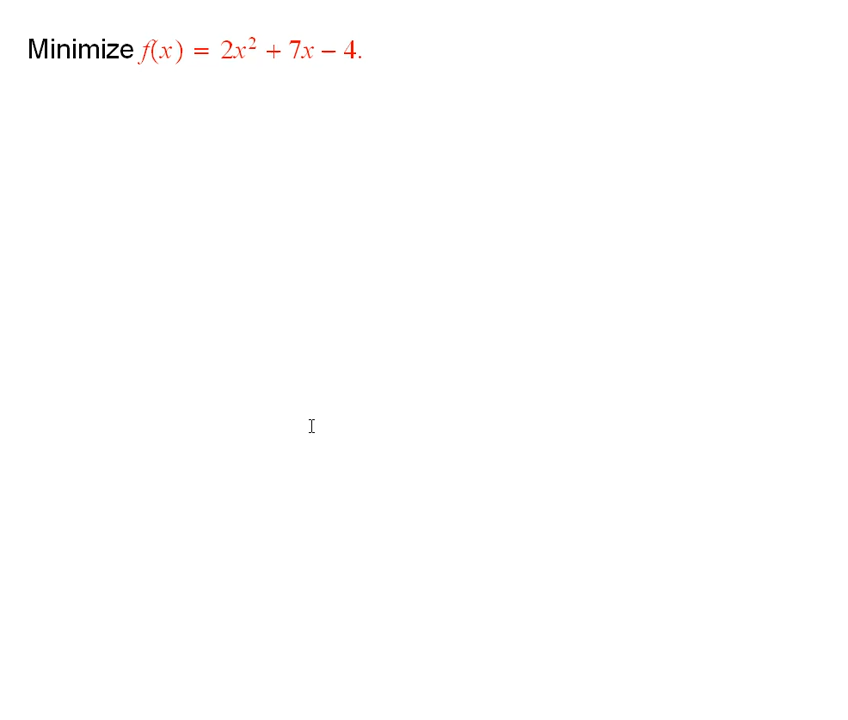 Minimize f(x) = 2x² + 7x − 4.